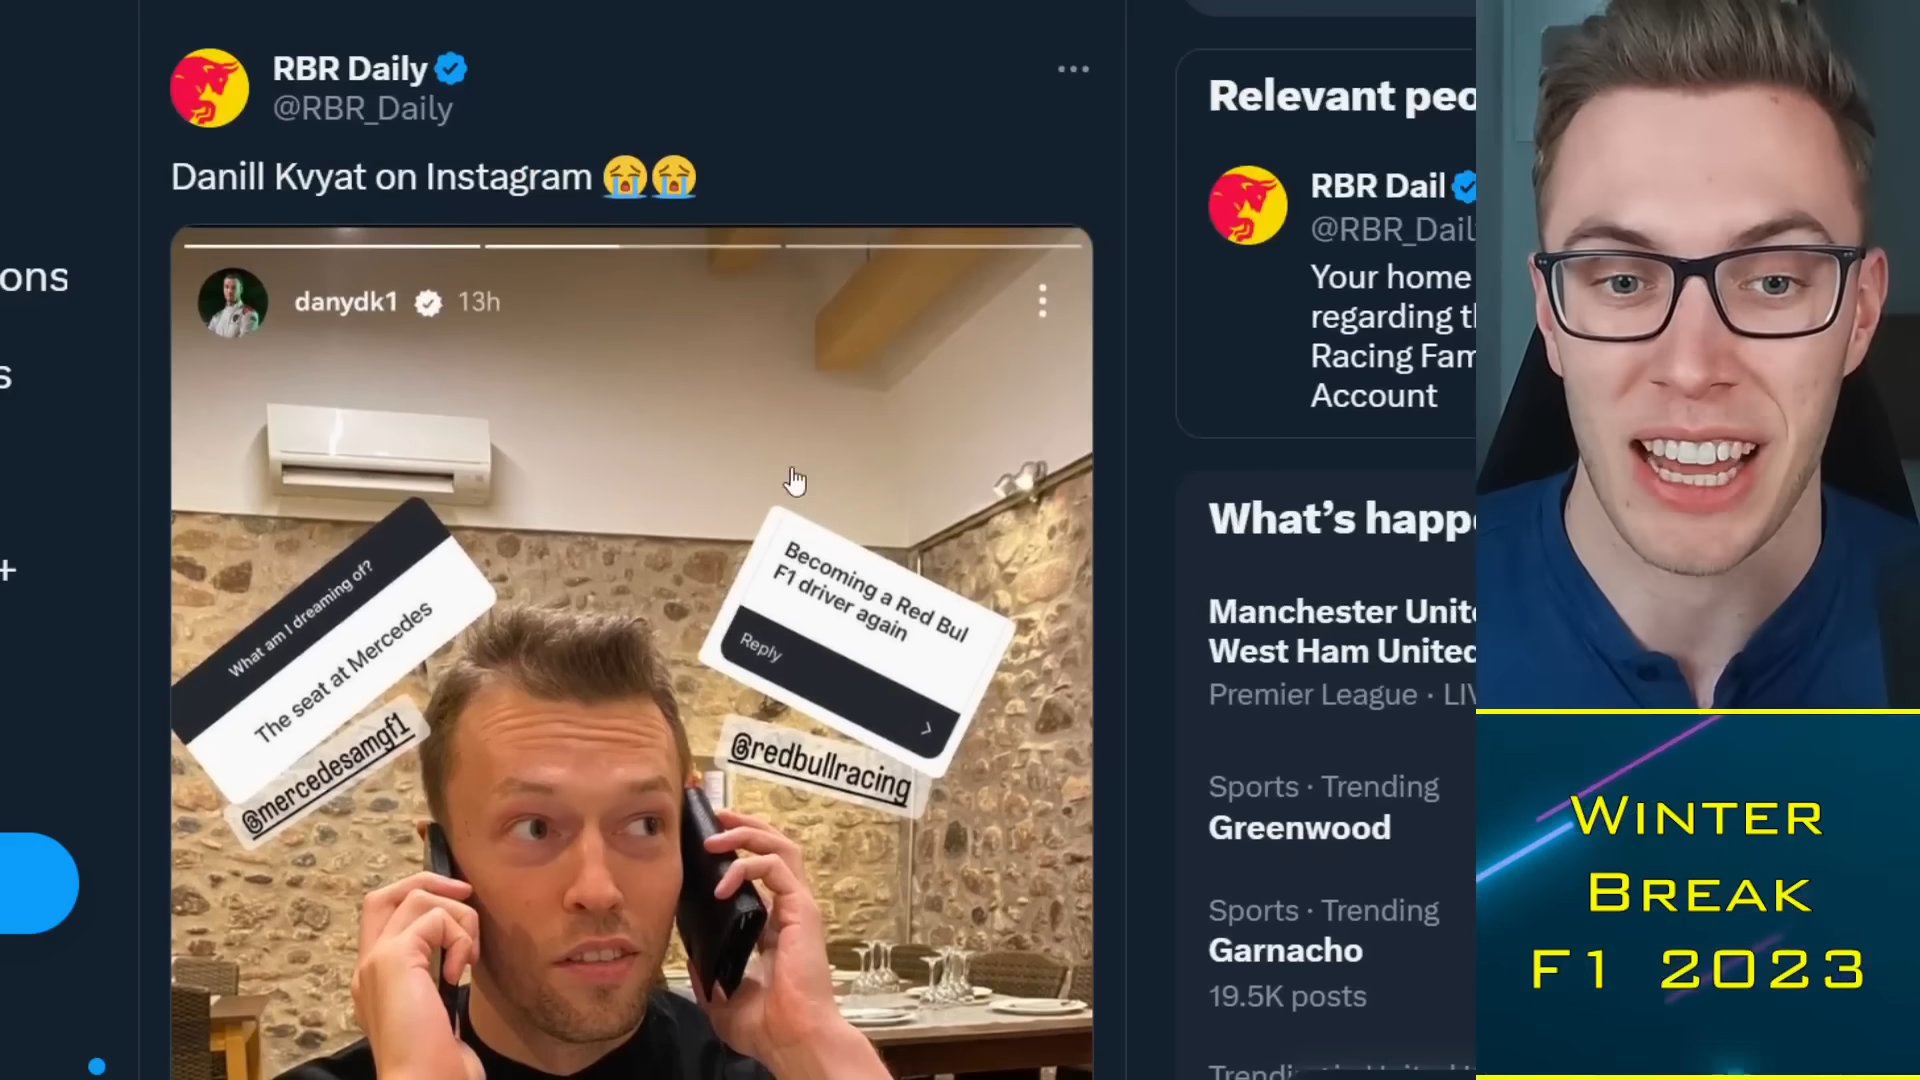 RBR Daily
@RBR_Daily
Danill Kvyat on Instagram 😭😭
danydk1 13h
What am I dreaming of?
The seat at Mercedes
@mercedesamgf1
Becoming a Red Bul
F1 driver again
Reply
@redbullracing
ons
s
+
Relevant peo
RBR Dail
@RBR_Dail
Your home
regarding t
Racing Fam
Account
What's happ
Manchester Unite
West Ham United
Premier League · LIV
Sports · Trending
Greenwood
Sports · Trending
Garnacho
19.5K posts
WINTER
BREAK
F1 2023